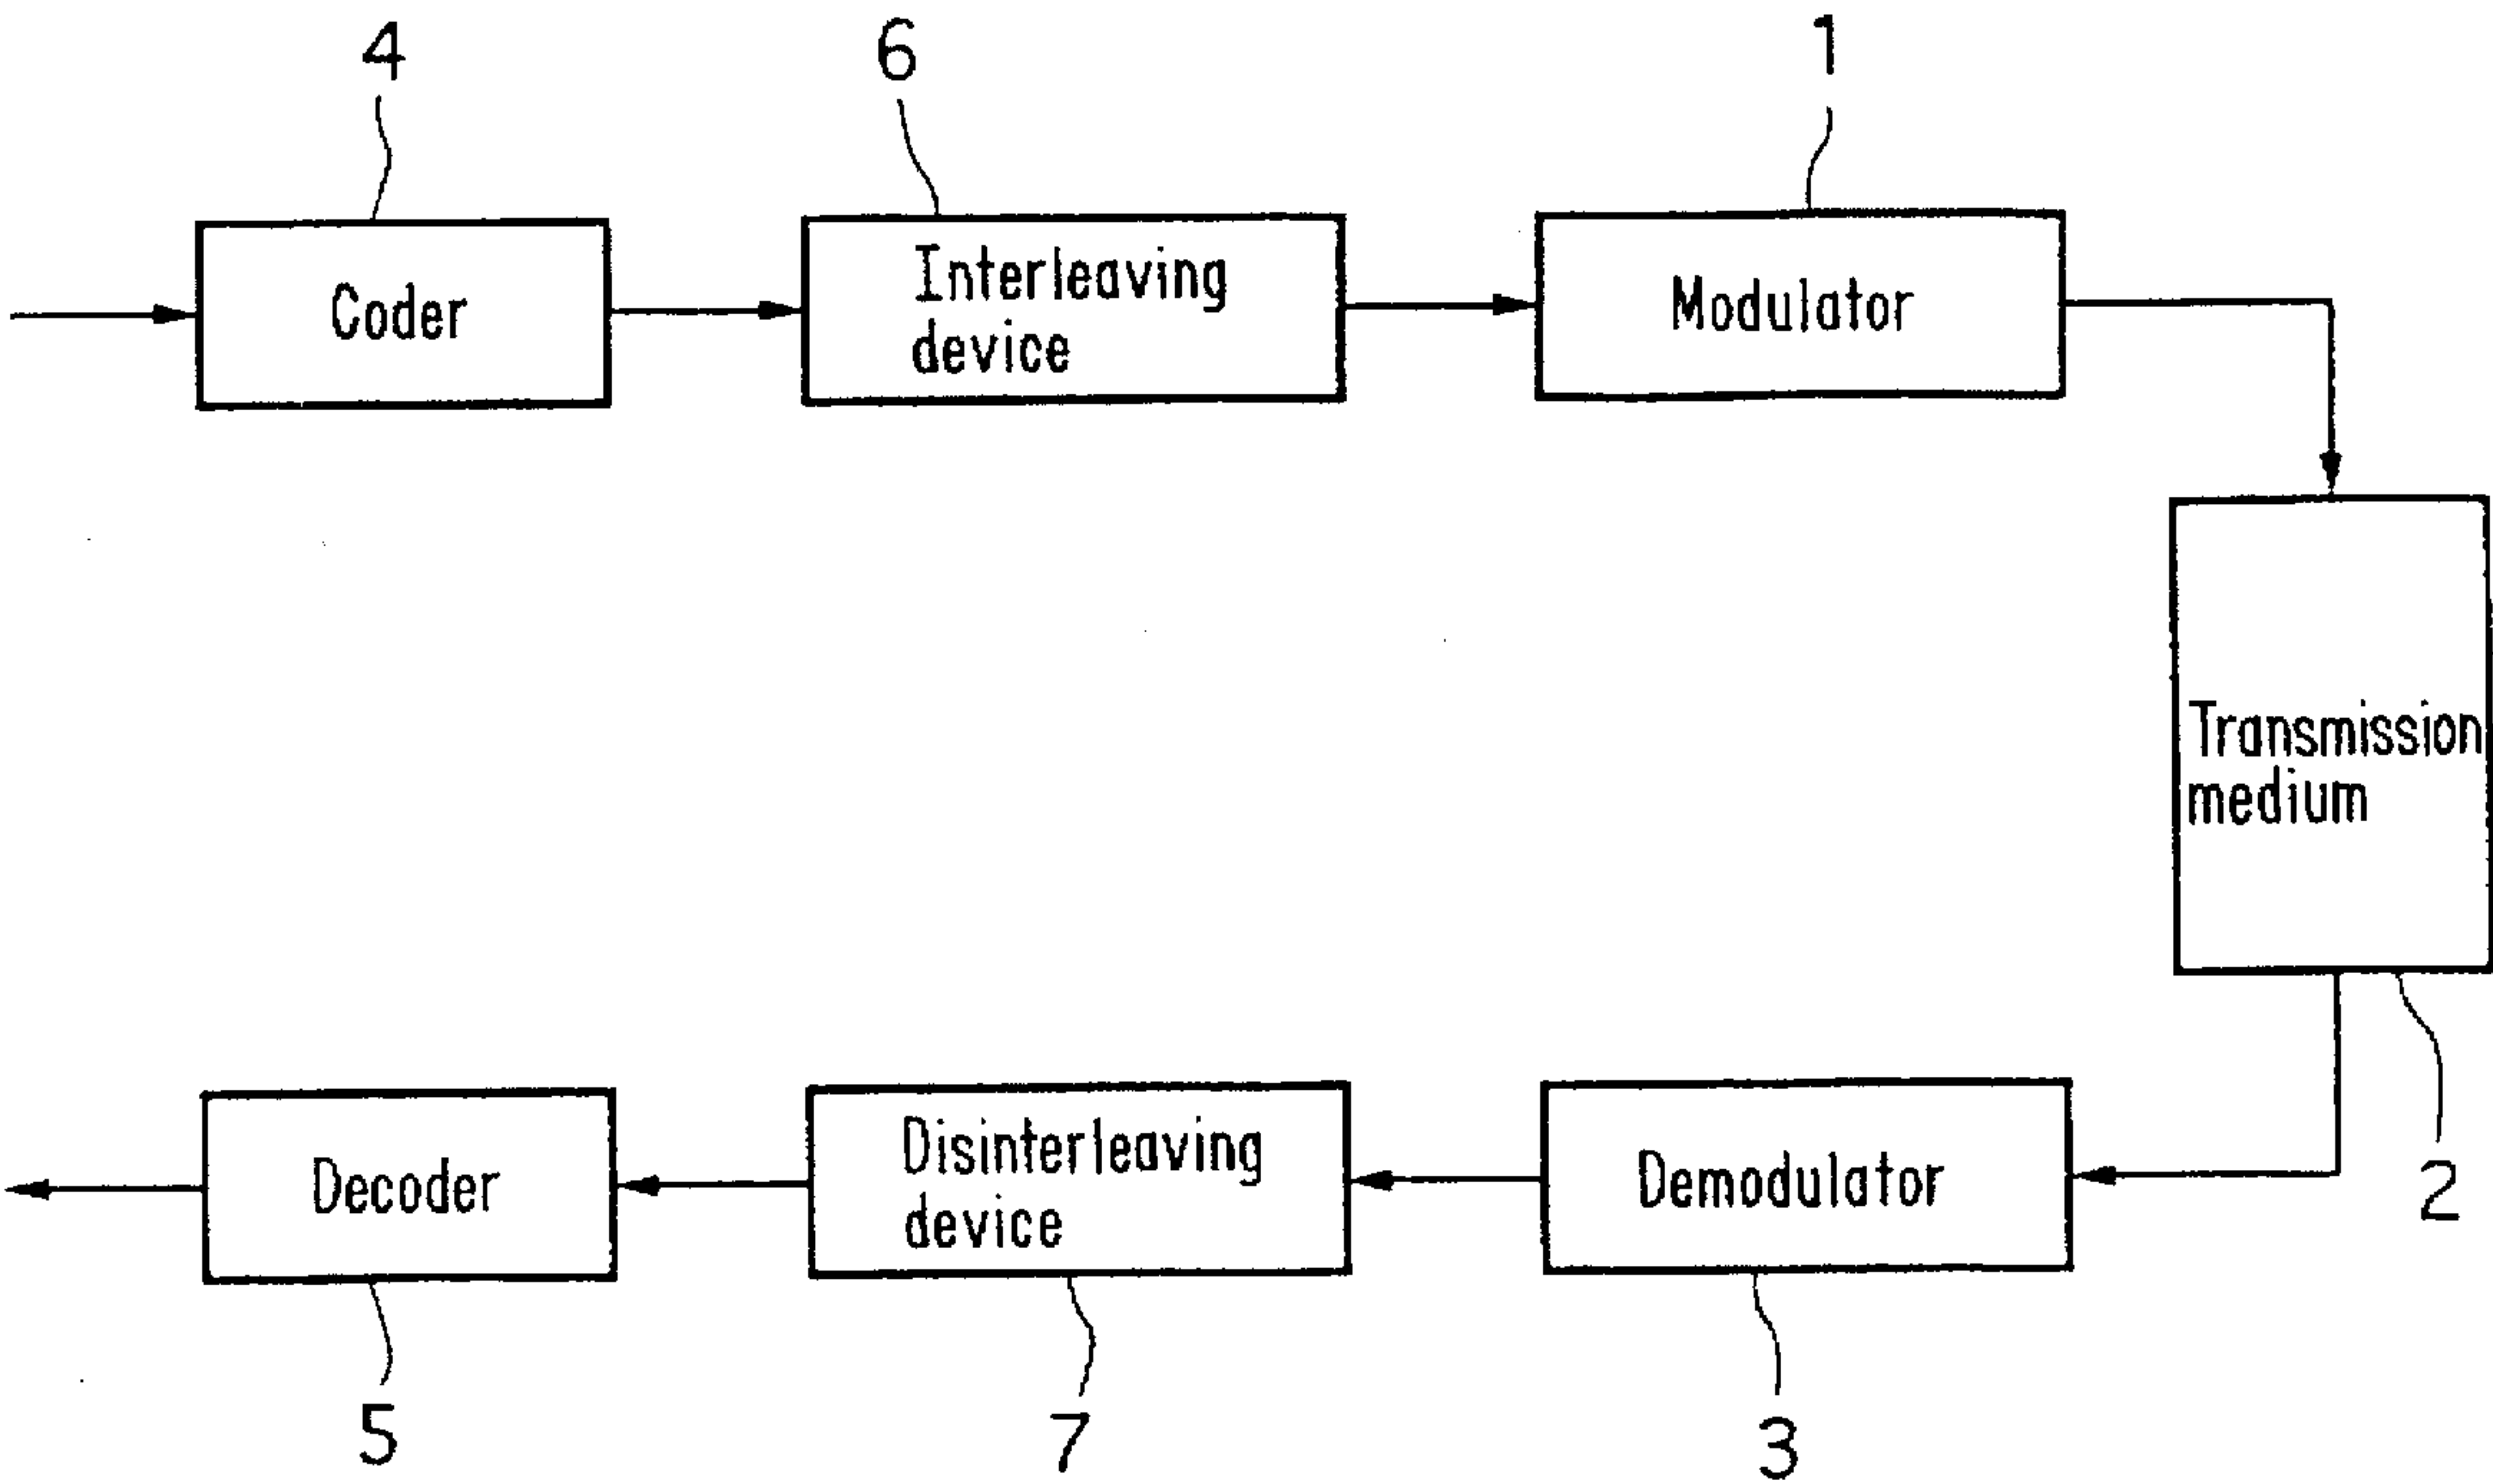 4
6
1
Coder
Interleaving
device
Modulator
Transmission
medium
Decoder
Disinterleaving
device
Demodulator
2
5
7
3